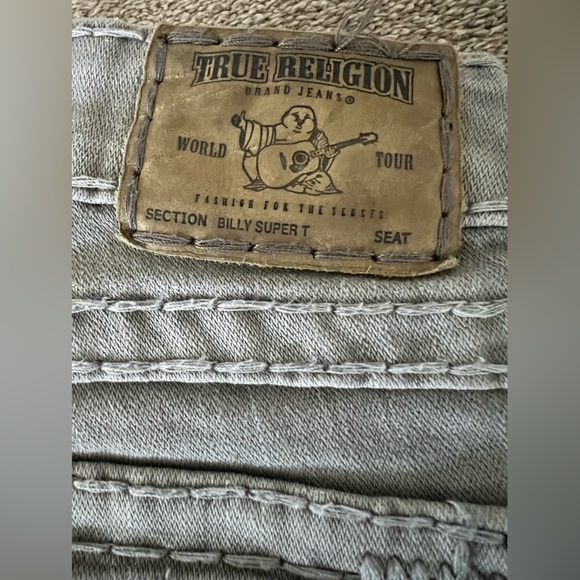 TRUE RELIGION
BRAND JEANS®
WORLD TOUR
FASHION FOR THE SENSES
SECTION BILLY SUPER T SEAT